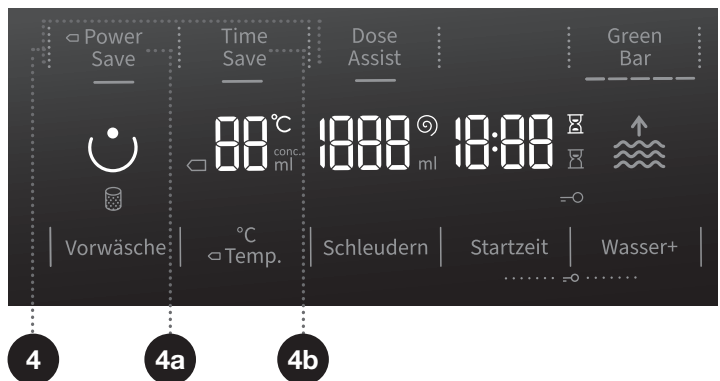 Power
Save
Time
Save
Dose
Assist
Green
Bar
88 °C
conc.
ml
1888
ml
18:88
Vorwäsche
°C
Temp.
Schleudern
Startzeit
Wasser+
4
4a
4b